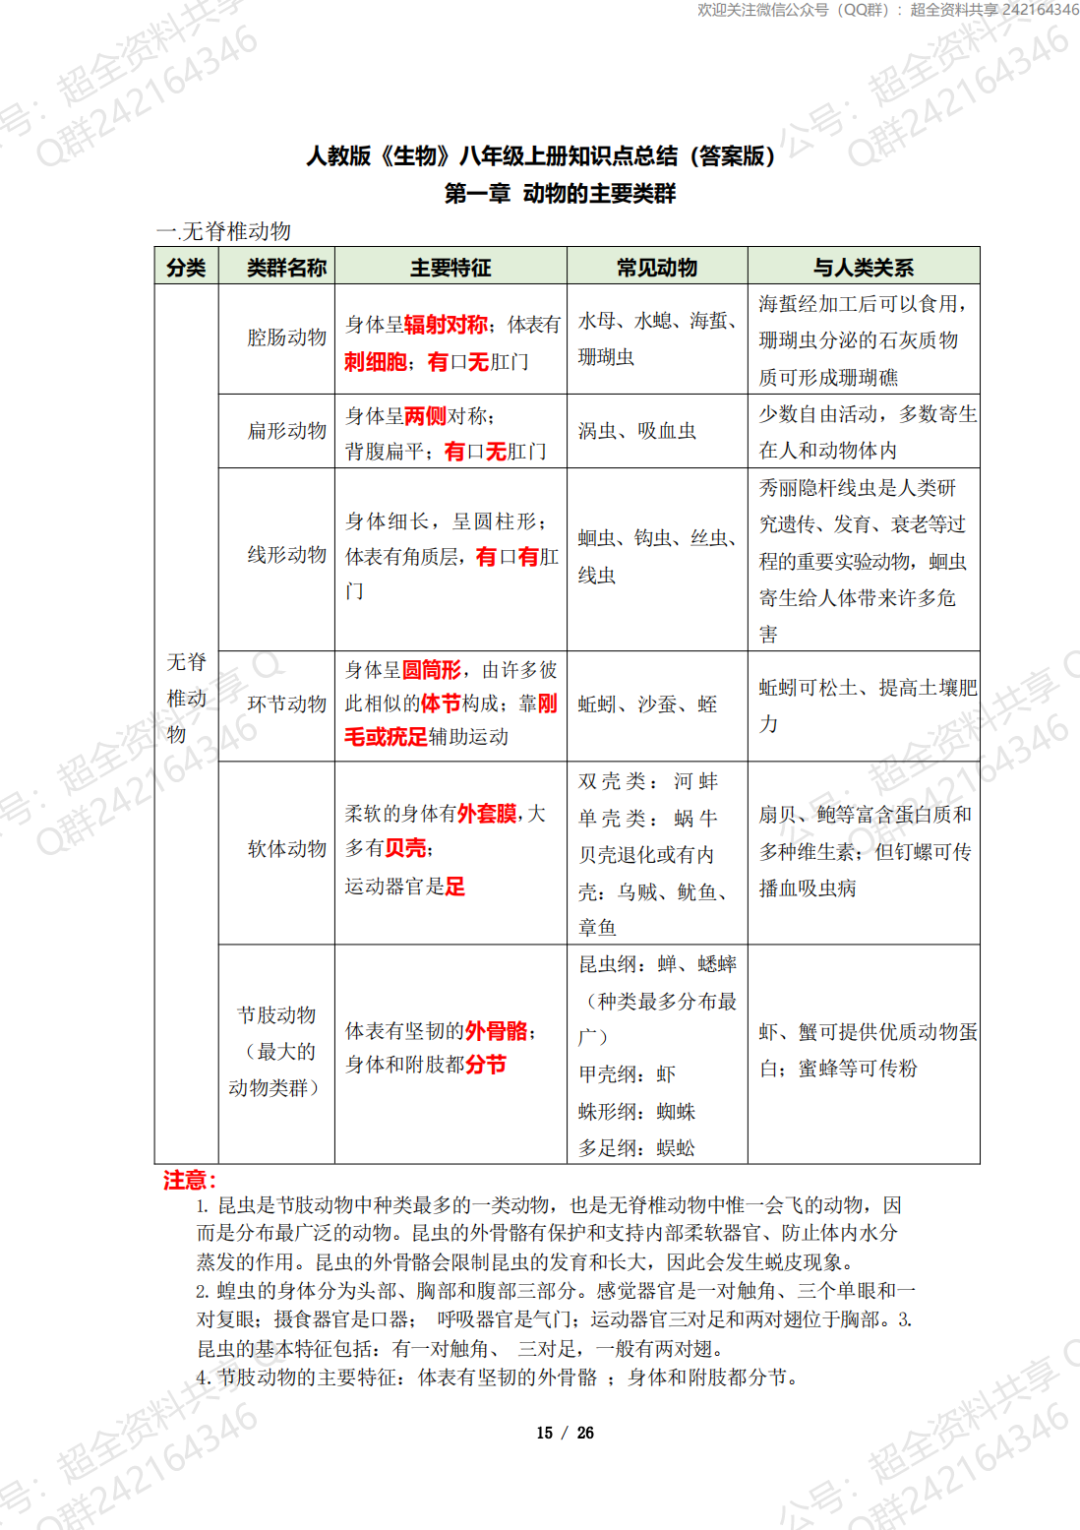 欢迎关注微信公众号（QQ群）：超全资料共享 242164346
人教版《生物》八年级上册知识点总结（答案版）
第一章 动物的主要类群
一.无脊椎动物
分类 类群名称 主要特征 常见动物 与人类关系
无脊
椎动
物
腔肠动物
身体呈辐射对称；体表有
刺细胞；有口无肛门
水母、水螅、海蜇、
珊瑚虫
海蜇经加工后可以食用，
珊瑚虫分泌的石灰质物
质可形成珊瑚礁
扁形动物
身体呈两侧对称；
背腹扁平；有口无肛门
涡虫、吸血虫
少数自由活动，多数寄生
在人和动物体内
线形动物
身体细长，呈圆柱形；
体表有角质层，有口有肛
门
蛔虫、钩虫、丝虫、
线虫
秀丽隐杆线虫是人类研
究遗传、发育、衰老等过
程的重要实验动物，蛔虫
寄生给人体带来许多危
害
环节动物
身体呈圆筒形，由许多彼
此相似的体节构成；靠刚
毛或疣足辅助运动
蚯蚓、沙蚕、蛭
蚯蚓可松土、提高土壤肥
力
软体动物
柔软的身体有外套膜，大
多有贝壳；
运动器官是足
双壳类：河蚌
单壳类：蜗牛
贝壳退化或有内
壳：乌贼、鱿鱼、
章鱼
扇贝、鲍等富含蛋白质和
多种维生素；但钉螺可传
播血吸虫病
节肢动物
（最大的
动物类群）
体表有坚韧的外骨骼；
身体和附肢都分节
昆虫纲：蝉、蟋蟀
（种类最多分布最
广）
甲壳纲：虾
蛛形纲：蜘蛛
多足纲：蜈蚣
虾、蟹可提供优质动物蛋
白；蜜蜂等可传粉
注意：
1. 昆虫是节肢动物中种类最多的一类动物，也是无脊椎动物中惟一会飞的动物，因
而是分布最广泛的动物。昆虫的外骨骼有保护和支持内部柔软器官、防止体内水分
蒸发的作用。昆虫的外骨骼会限制昆虫的发育和长大，因此会发生蜕皮现象。
2. 蝗虫的身体分为头部、胸部和腹部三部分。感觉器官是一对触角、三个单眼和一
对复眼；摄食器官是口器； 呼吸器官是气门；运动器官三对足和两对翅位于胸部。3.
昆虫的基本特征包括：有一对触角、 三对足，一般有两对翅。
4. 节肢动物的主要特征：体表有坚韧的外骨骼 ；身体和附肢都分节。
15 / 26
公号：超全资料共享 Q
Q群242164346